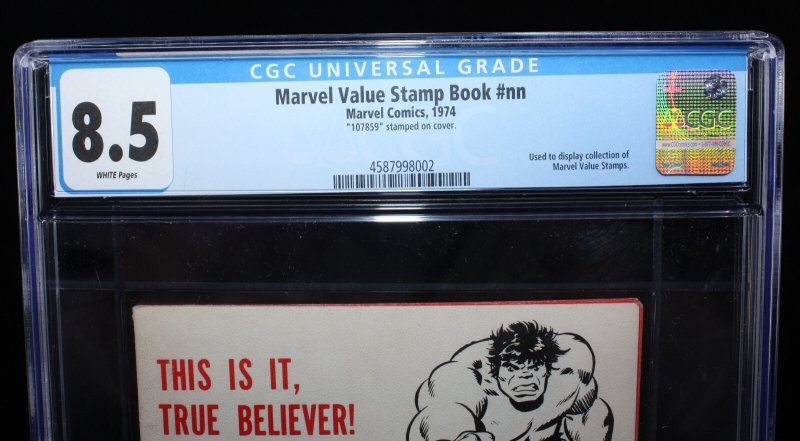 CGC UNIVERSAL GRADE
8.5
WHITE Pages
Marvel Value Stamp Book #nn
Marvel Comics, 1974
"107859" stamped on cover.
4587998002
Used to display collection of
Marvel Value Stamps.
CGC
THIS IS IT,
TRUE BELIEVER!